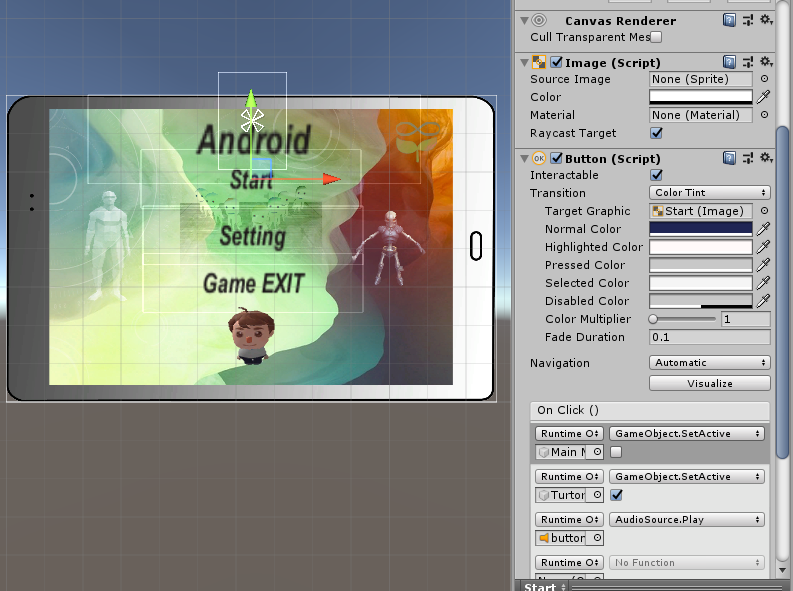 Android
Start
Setting
Game EXIT
Canvas Renderer
Cull Transparent Mes
Image (Script)
Source Image None (Sprite)
Color
Material None (Material)
Raycast Target
OK Button (Script)
Interactable
Transition Color Tint
Target Graphic Start (Image)
Normal Color
Highlighted Color
Pressed Color
Selected Color
Disabled Color
Color Multiplier 1
Fade Duration 0.1
Navigation Automatic
Visualize
On Click ()
Runtime O GameObject.SetActive
Main
Runtime O GameObject.SetActive
Turtor
Runtime O AudioSource.Play
button
Runtime O No Function
Start